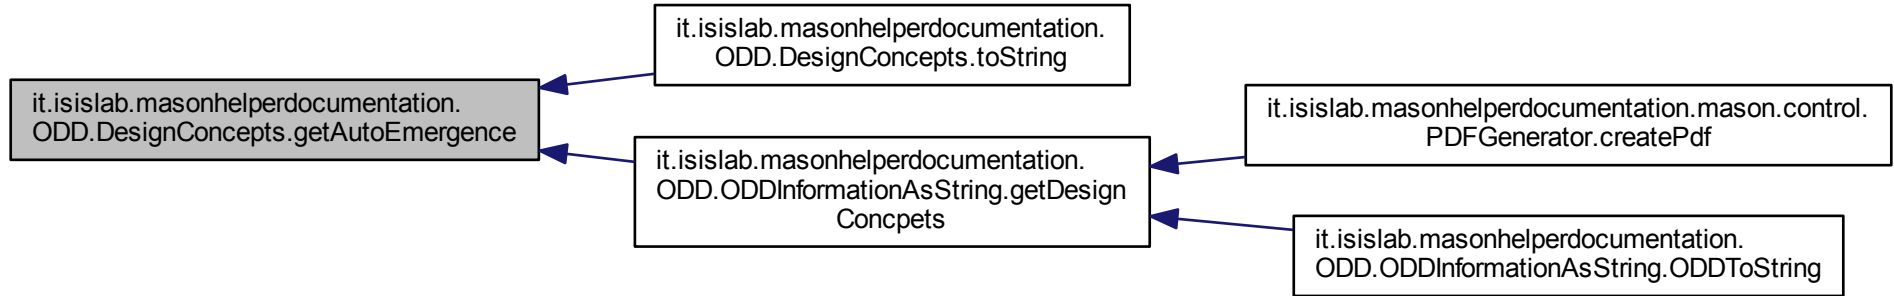 it.isislab.masonhelperdocumentation.
ODD.DesignConcepts.toString
it.isislab.masonhelperdocumentation.
ODD.DesignConcepts.getAutoEmergence
it.isislab.masonhelperdocumentation.mason.control.
PDFGenerator.createPdf
it.isislab.masonhelperdocumentation.
ODD.ODDInformationAsString.getDesign
Concpets
it.isislab.masonhelperdocumentation.
ODD.ODDInformationAsString.ODDToString